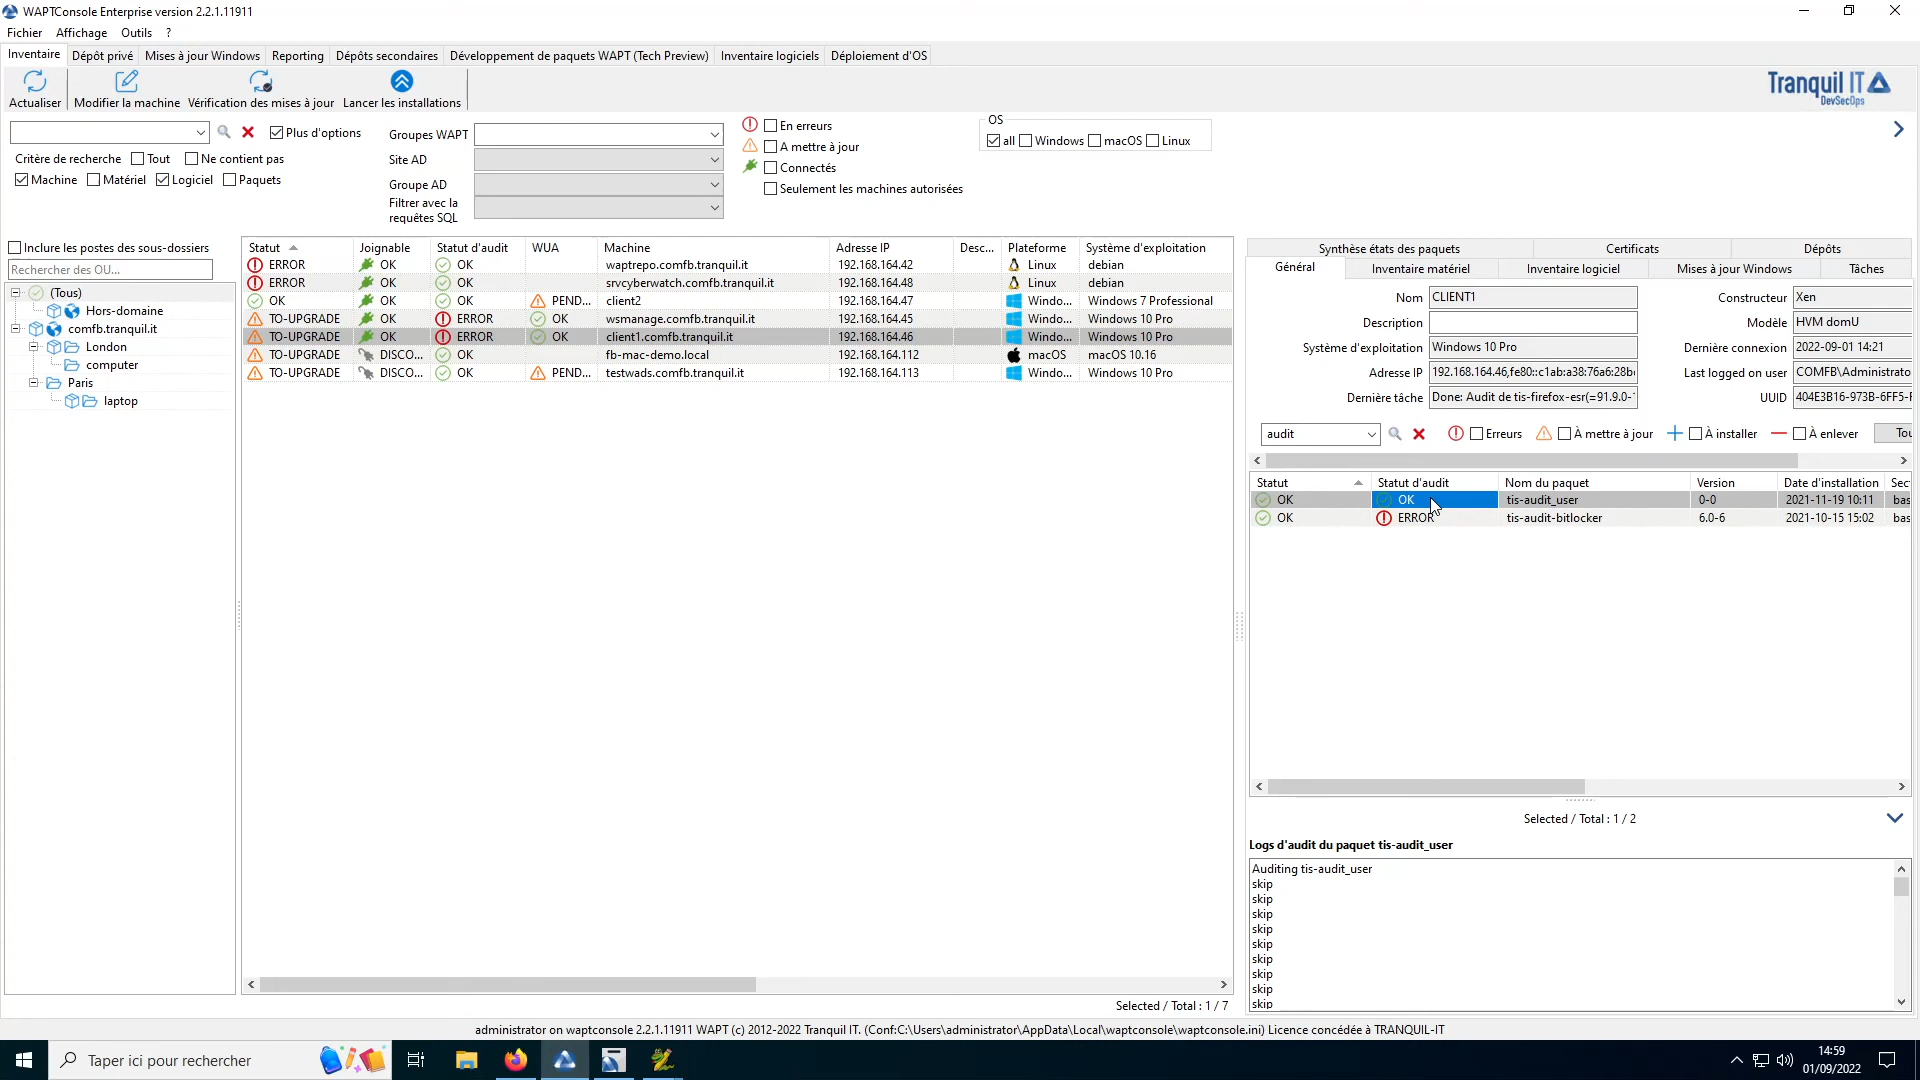 WAPTConsole Enterprise version 2.2.1.11911
Fichier Affichage Outils ?
Inventaire Dépôt privé Mises à jour Windows Reporting Dépôts secondaires Développement de paquets WAPT (Tech Preview) Inventaire logiciels Déploiement d'OS
Actualiser Modifier la machine Vérification des mises à jour Lancer les installations
Tranquil IT
DevSecOps
Plus d'options
Critère de recherche Tout Ne contient pas
Machine Matériel Logiciel Paquets
Groupes WAPT
Site AD
Groupe AD
Filtrer avec la
requêtes SQL
En erreurs
A mettre à jour
Connectés
Seulement les machines autorisées
OS
all Windows macOS Linux
Inclure les postes des sous-dossiers
Rechercher des OU...
(Tous)
Hors-domaine
comfb.tranquil.it
London
computer
Paris
laptop
Statut Joignable Statut d'audit WUA Machine Adresse IP Desc... Plateforme Système d'exploitation
ERROR OK OK waptrepo.comfb.tranquil.it 192.168.164.42 Linux debian
ERROR OK OK srvcyberwatch.comfb.tranquil.it 192.168.164.48 Linux debian
OK OK OK PEND... client2 192.168.164.47 Windo... Windows 7 Professional
TO-UPGRADE OK ERROR OK wsmanage.comfb.tranquil.it 192.168.164.45 Windo... Windows 10 Pro
TO-UPGRADE OK ERROR OK client1.comfb.tranquil.it 192.168.164.46 Windo... Windows 10 Pro
TO-UPGRADE DISCO... OK fb-mac-demo.local 192.168.164.112 macOS macOS 10.16
TO-UPGRADE DISCO... OK PEND... testwads.comfb.tranquil.it 192.168.164.113 Windo... Windows 10 Pro
Selected / Total : 1 / 7
Synthèse états des paquets Certificats Dépôts
Général Inventaire matériel Inventaire logiciel Mises à jour Windows Tâches
Nom CLIENT1 Constructeur Xen
Description Modèle HVM domU
Système d'exploitation Windows 10 Pro Dernière connexion 2022-09-01 14:21
Adresse IP 192.168.164.46,fe80::c1ab:a38:76a6:28b Last logged on user COMFB\Administrato
Dernière tâche Done: Audit de tis-firefox-esr(=91.9.0- UUID 404E3B16-973B-6FF5-F
audit Erreurs À mettre à jour À installer À enlever Tou
Statut Statut d'audit Nom du paquet Version Date d'installation Sec
OK OK tis-audit_user 0-0 2021-11-19 10:11 bas
OK ERROR tis-audit-bitlocker 6.0-6 2021-10-15 15:02 bas
Selected / Total : 1 / 2
Logs d'audit du paquet tis-audit_user
Auditing tis-audit_user
skip
skip
skip
skip
skip
skip
skip
skip
skip
administrator on waptconsole 2.2.1.11911 WAPT (c) 2012-2022 Tranquil IT. (Conf:C:\Users\administrator\AppData\Local\waptconsole\waptconsole.ini) Licence concédée à TRANQUIL-IT
Taper ici pour rechercher
14:59
01/09/2022